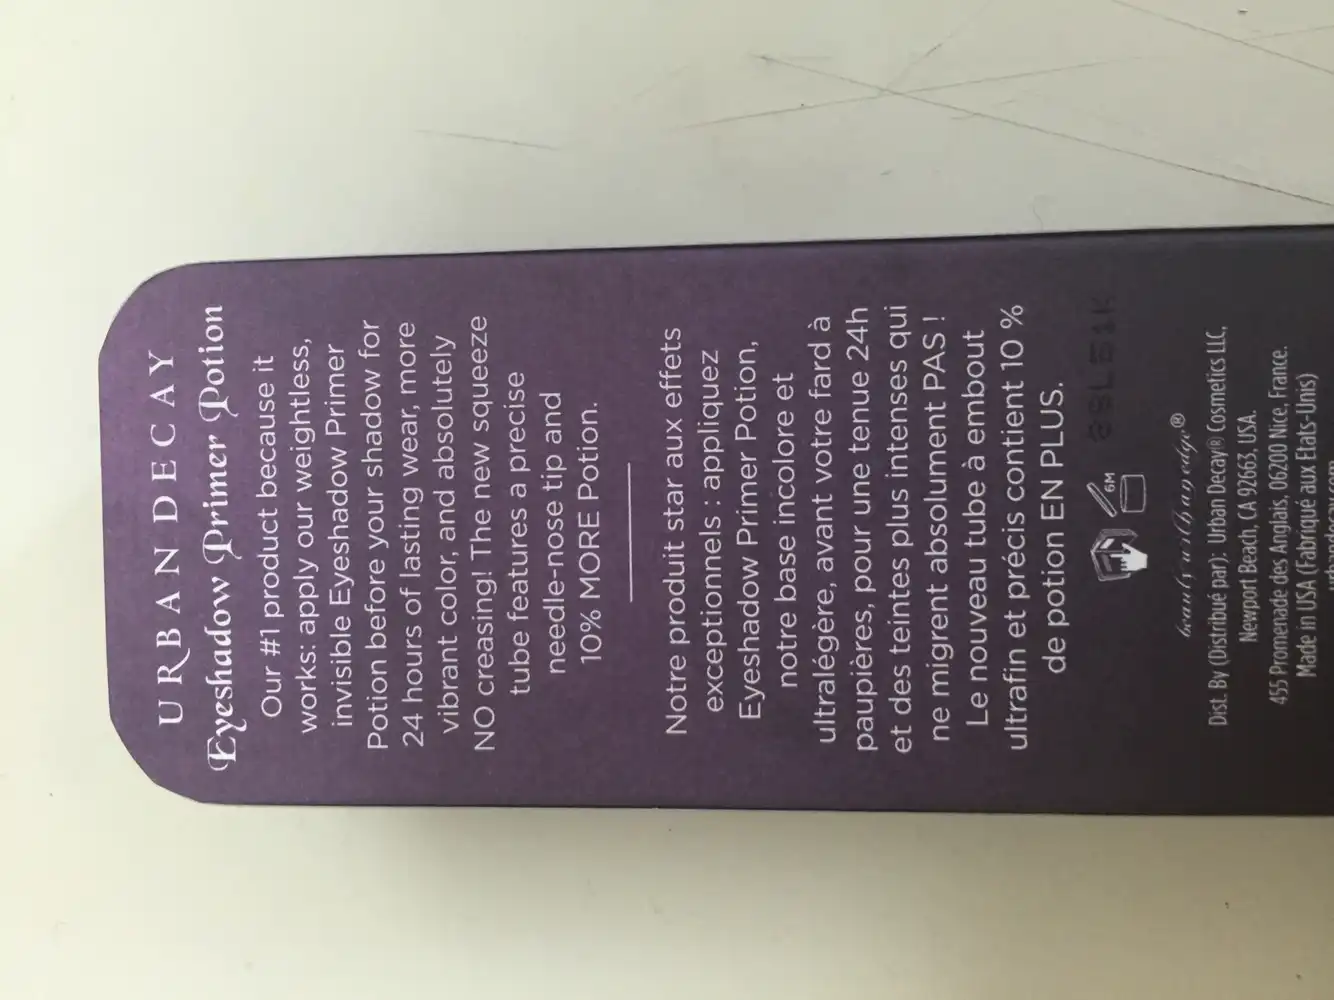 URBAN DECAY
Eyeshadow Primer Potion
Our #1 product because it
works: apply our weightless,
invisible Eyeshadow Primer
Potion before your shadow for
24 hours of lasting wear, more
vibrant color, and absolutely
NO creasing! The new squeeze
tube features a precise
needle-nose tip and
10% MORE Potion.
Notre produit star aux effets
exceptionnels : appliquez
Eyeshadow Primer Potion,
notre base incolore et
ultralégère, avant votre fard à
paupières, pour une tenue 24h
et des teintes plus intenses qui
ne migrent absolument PAS !
Le nouveau tube à embout
ultrafin et précis contient 10 %
de potion EN PLUS.
6M
beauty with an edge®
Dist. By (Distribué par): Urban Decay® Cosmetics LLC,
Newport Beach, CA 92663, USA.
455 Promenade des Anglais, 06200 Nice, France.
Made in USA (Fabriqué aux Etats-Unis)